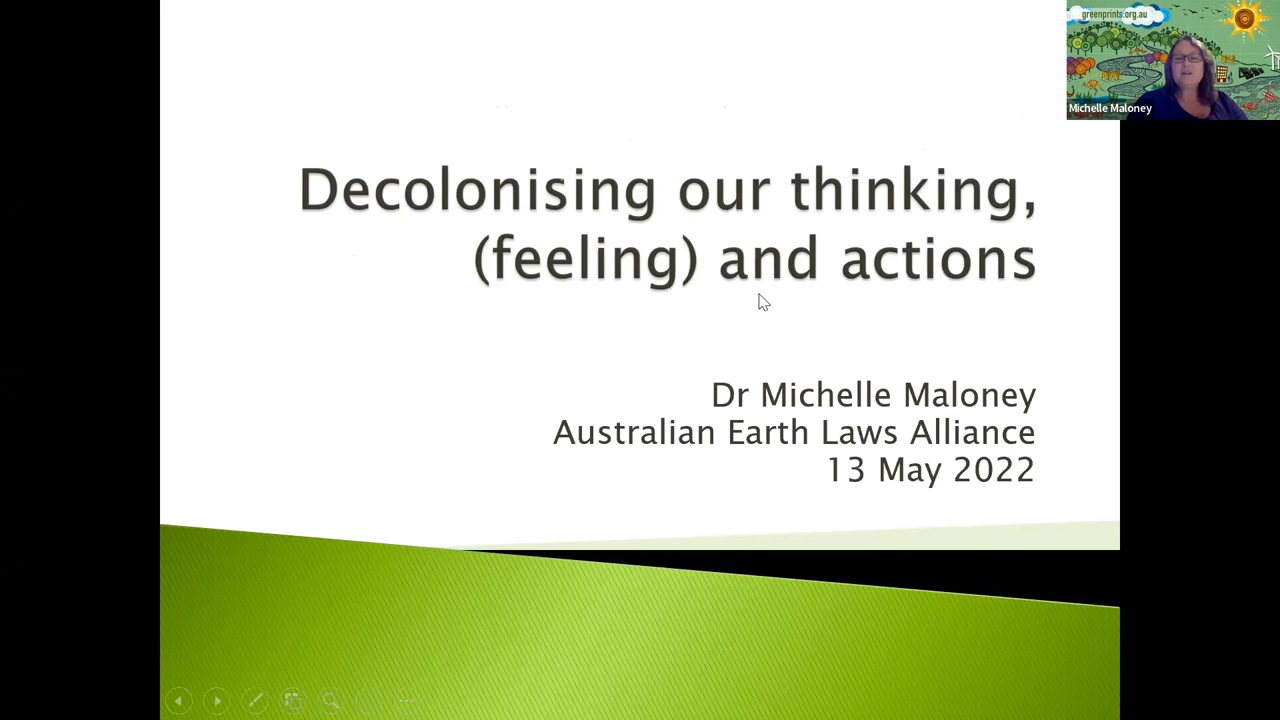 greenprints.org.au
Michelle Maloney
Decolonising our thinking,
(feeling) and actions
Dr Michelle Maloney
Australian Earth Laws Alliance
13 May 2022